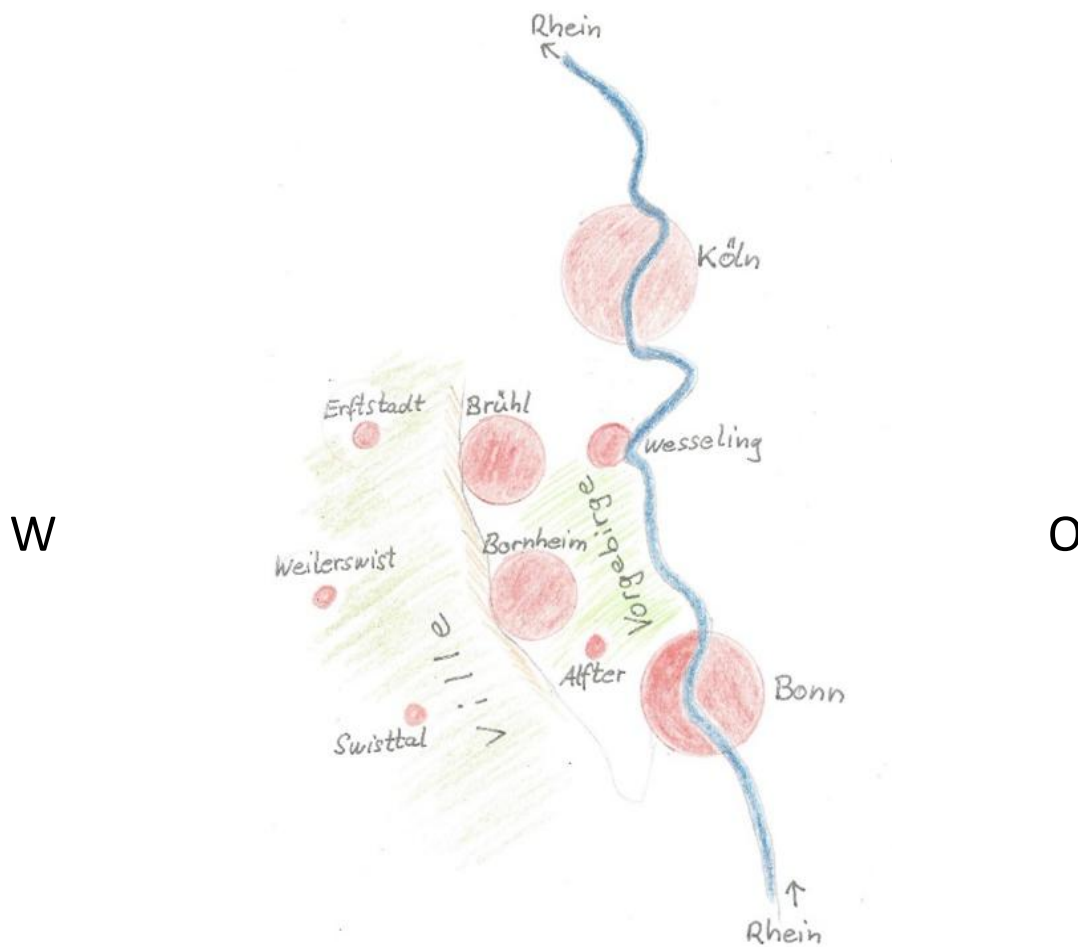 Rhein
Köln
Erftstadt
Brühl
Wesseling
Vorgebirge
W
O
Bornheim
Weilerswist
Ville
Alfter
Bonn
Swisttal
Rhein